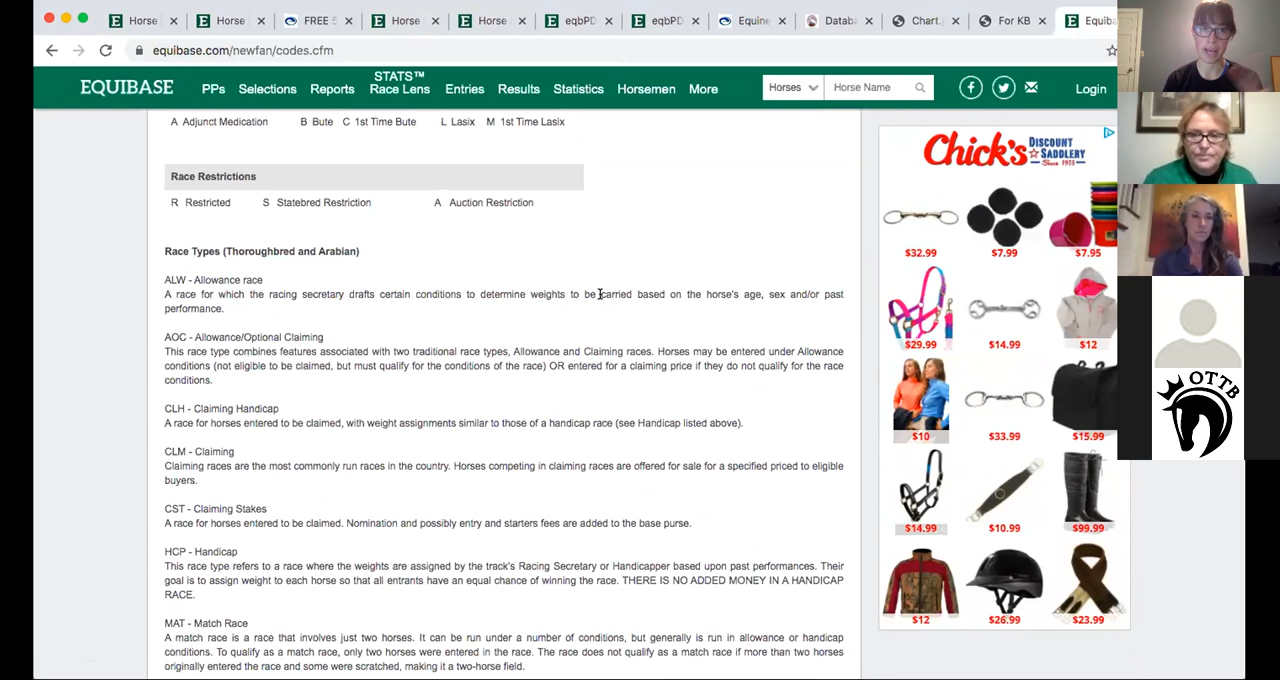 Horse
Horse
FREE 5
Horse
Horse
eqbPD
eqbPD
Equine
Datab
Chart.
For KB
Equiba
equibase.com/newfan/codes.cfm
EQUIBASE
PPs
Selections
Reports
STATS™
Race Lens
Entries
Results
Statistics
Horsemen
More
Horses
Horse Name
Login
A Adjunct Medication B Bute C 1st Time Bute L Lasix M 1st Time Lasix
Race Restrictions
R Restricted S Statebred Restriction A Auction Restriction
Race Types (Thoroughbred and Arabian)
ALW - Allowance race
A race for which the racing secretary drafts certain conditions to determine weights to be carried based on the horse's age, sex and/or past
performance.
AOC - Allowance/Optional Claiming
This race type combines features associated with two traditional race types, Allowance and Claiming races. Horses may be entered under Allowance
conditions (not eligible to be claimed, but must qualify for the conditions of the race) OR entered for a claiming price if they do not qualify for the race
conditions.
CLH - Claiming Handicap
A race for horses entered to be claimed, with weight assignments similar to those of a handicap race (see Handicap listed above).
CLM - Claiming
Claiming races are the most commonly run races in the country. Horses competing in claiming races are offered for sale for a specified priced to eligible
buyers.
CST - Claiming Stakes
A race for horses entered to be claimed. Nomination and possibly entry and starters fees are added to the base purse.
HCP - Handicap
This race type refers to a race where the weights are assigned by the track's Racing Secretary or Handicapper based upon past performances. Their
goal is to assign weight to each horse so that all entrants have an equal chance of winning the race. THERE IS NO ADDED MONEY IN A HANDICAP
RACE.
MAT - Match Race
A match race is a race that involves just two horses. It can be run under a number of conditions, but generally is run in allowance or handicap
conditions. To qualify as a match race, only two horses were entered in the race. The race does not qualify as a match race if more than two horses
originally entered the race and some were scratched, making it a two-horse field.
Chick's DISCOUNT
SADDLERY
Since 1975
$32.99
$7.99
$7.95
$29.99
$14.99
$12
$10
$33.99
$15.99
$14.99
$10.99
$99.99
$12
$26.99
$23.99
OTTB